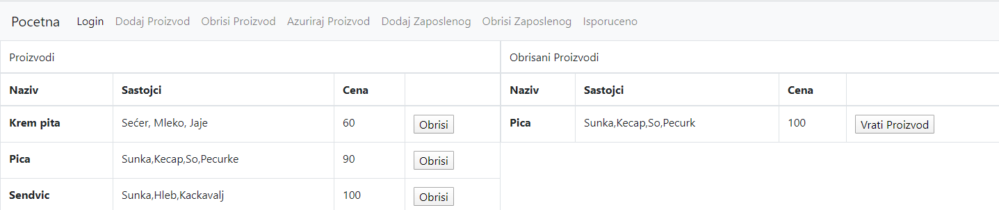 Pocetna Login Dodaj Proizvod Obrisi Proizvod Azuriraj Proizvod Dodaj Zaposlenog Obrisi Zaposlenog Isporuceno
Proizvodi
Naziv Sastojci Cena
Krem pita Sećer, Mleko, Jaje 60 Obrisi
Pica Sunka,Kecap,So,Pecurke 90 Obrisi
Sendvic Sunka,Hleb,Kackavalj 100 Obrisi
Obrisani Proizvodi
Naziv Sastojci Cena
Pica Sunka,Kecap,So,Pecurk 100 Vrati Proizvod